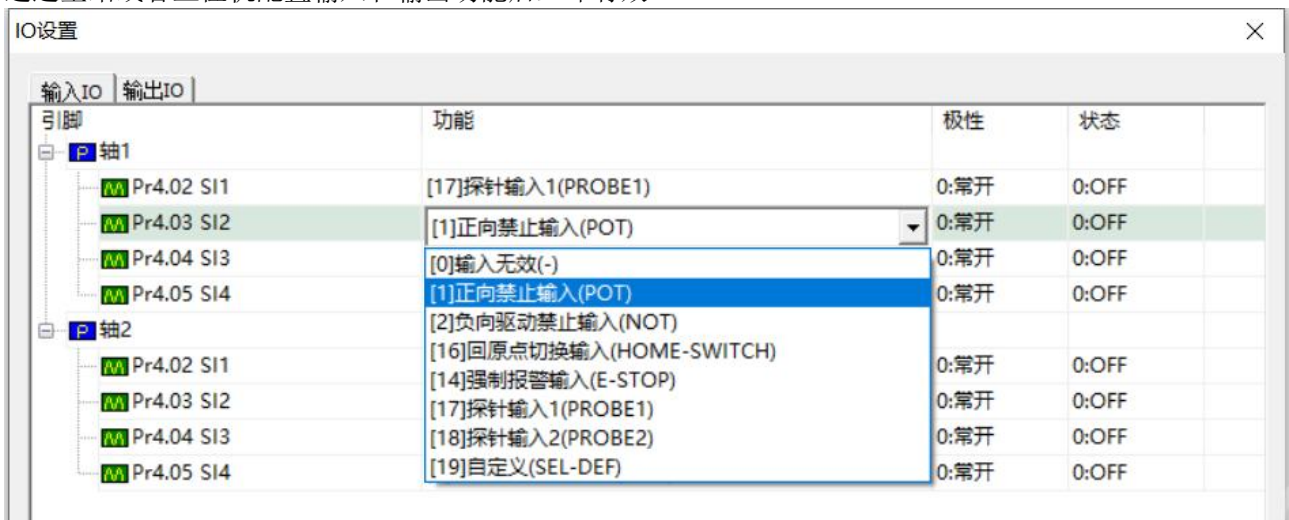 IO设置
输入IO 输出IO
引脚 功能 极性 状态
轴1
Pr4.02 SI1 [17]探针输入1(PROBE1) 0:常开 0:OFF
Pr4.03 SI2 [1]正向禁止输入(POT) 0:常开 0:OFF
Pr4.04 SI3 [0]输入无效(-) 0:常开 0:OFF
Pr4.05 SI4 [1]正向禁止输入(POT) 0:常开 0:OFF
轴2 [2]负向驱动禁止输入(NOT)
[16]回原点切换输入(HOME-SWITCH)
Pr4.02 SI1 [14]强制报警输入(E-STOP) 0:常开 0:OFF
Pr4.03 SI2 [17]探针输入1(PROBE1) 0:常开 0:OFF
Pr4.04 SI3 [18]探针输入2(PROBE2) 0:常开 0:OFF
Pr4.05 SI4 [19]自定义(SEL-DEF) 0:常开 0:OFF